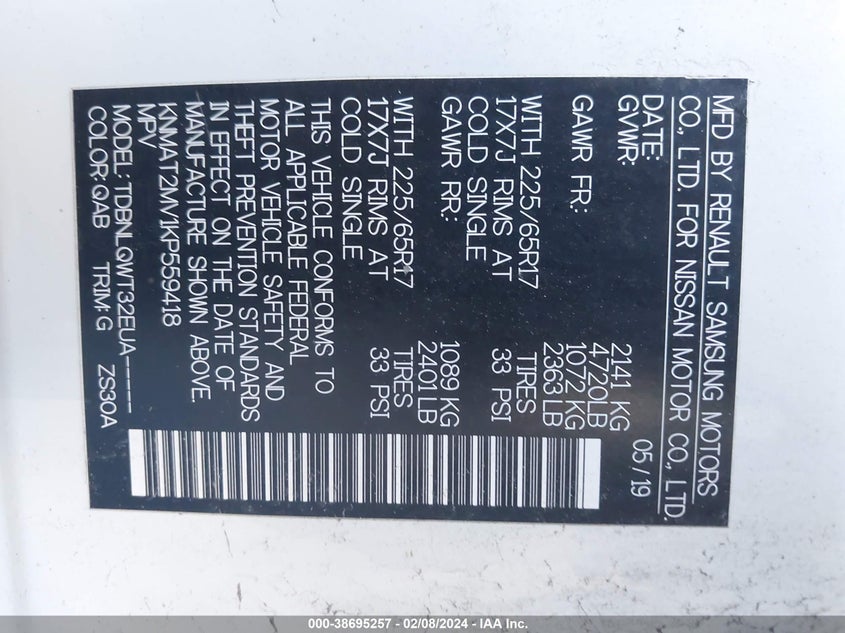 MFD BY RENAULT SAMSUNG MOTORS
CO., LTD. FOR NISSAN MOTOR CO., LTD.
DATE: 05/19
GVWR: 2141 KG
4720LB
GAWR FR: 1072 KG
2363 LB
WITH 225/65R17 TIRES
17X7J RIMS AT 33 PSI
COLD SINGLE
GAWR RR: 1089 KG
2401 LB
WITH 225/65R17 TIRES
17X7J RIMS AT 33 PSI
COLD SINGLE
THIS VEHICLE CONFORMS TO
ALL APPLICABLE FEDERAL
MOTOR VEHICLE SAFETY AND
THEFT PREVENTION STANDARDS
IN EFFECT ON THE DATE OF
MANUFACTURE SHOWN ABOVE.
KNMAT2MV1KP559418
MPV
MODEL: TDBNLQWT32EUA-----
COLOR: QAB TRIM: G ZS30A
000-38695257 - 02/08/2024 - IAA Inc.